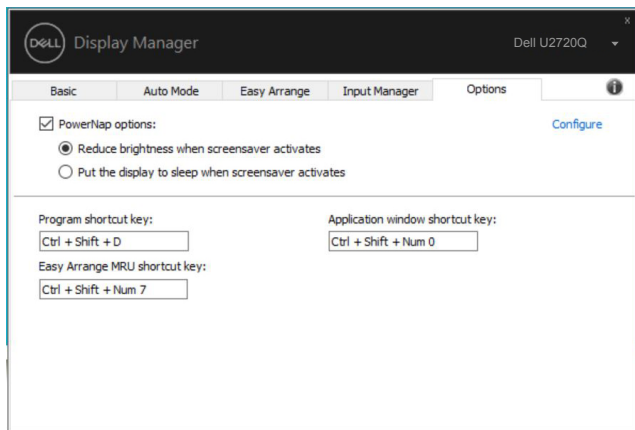 x
DELL Display Manager Dell U2720Q
Basic Auto Mode Easy Arrange Input Manager Options i
PowerNap options: Configure
Reduce brightness when screensaver activates
Put the display to sleep when screensaver activates
Program shortcut key: Application window shortcut key:
Ctrl + Shift + D Ctrl + Shift + Num 0
Easy Arrange MRU shortcut key:
Ctrl + Shift + Num 7